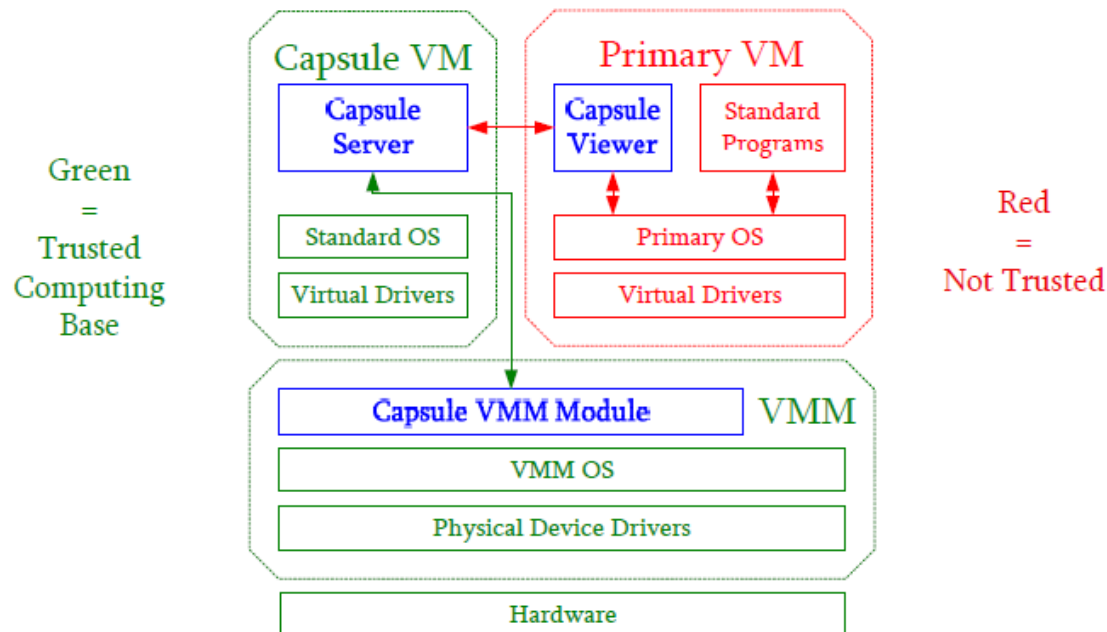 Capsule VM
Primary VM
Capsule
Server
Capsule
Viewer
Standard
Programs
Green
=
Trusted
Computing
Base
Standard OS
Virtual Drivers
Primary OS
Virtual Drivers
Red
=
Not Trusted
Capsule VMM Module
VMM
VMM OS
Physical Device Drivers
Hardware